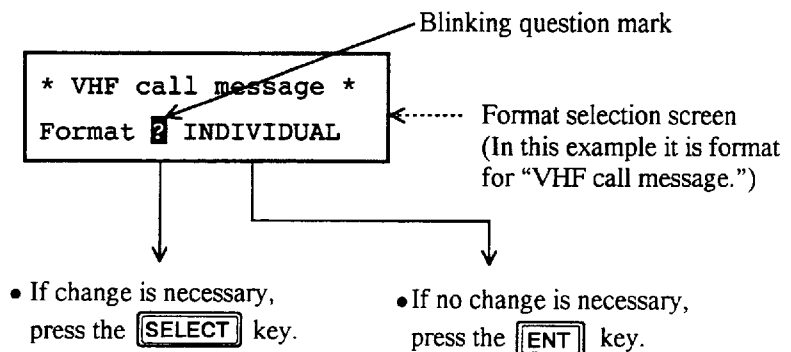 Blinking question mark
* VHF call message *
Format ? INDIVIDUAL
Format selection screen
(In this example it is format
for “VHF call message.”)
• If change is necessary,
press the SELECT key.
• If no change is necessary,
press the ENT key.